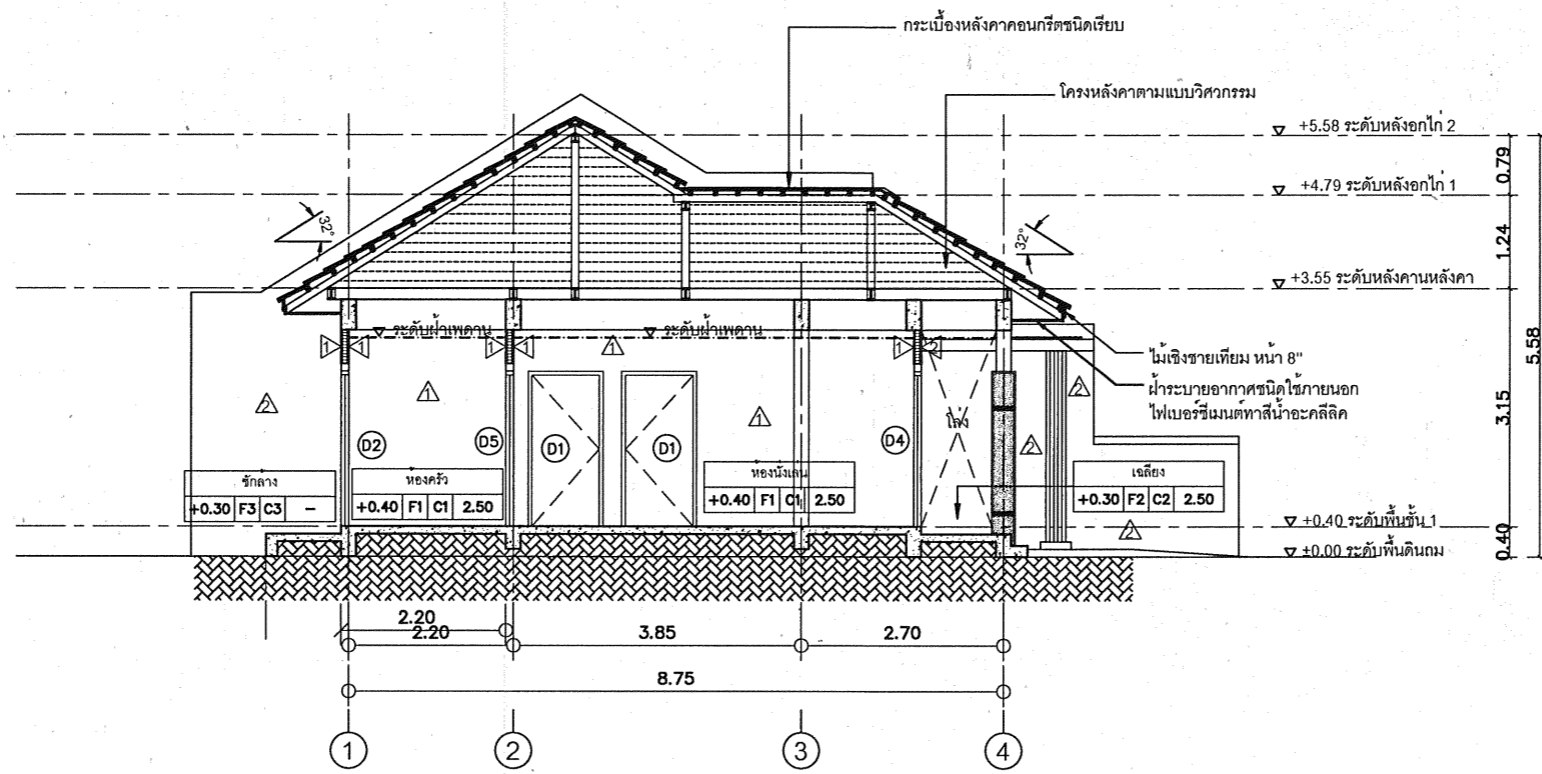 กระเบื้องหลังคาคอนกรีตชนิดเรียบ
โครงหลังคาตามแบบวิศวกรรม
+5.58 ระดับหลังอกไก่ 2
0.79
+4.79 ระดับหลังอกไก่ 1
32°
32°
1.24
+3.55 ระดับหลังคานหลังคา
ระดับฝ้าเพดาน
ระดับฝ้าเพดาน
1
1
1
1
1
1
2
5.58
ไม้เชิงชายเทียม หน้า 8"
ฝ้าระบายอากาศชนิดใช้ภายนอก
ไฟเบอร์ซีเมนต์ทาสีน้ำอะคลีลิค
2
1
1
2
3.15
โล่ง
D2
D5
D1
D1
D4
2
ซักลาง
+0.30 F3 C3 -
ห้องครัว
+0.40 F1 C1 2.50
ห้องนั่งเล่น
+0.40 F1 C1 2.50
เฉลียง
+0.30 F2 C2 2.50
2
+0.40 ระดับพื้นชั้น 1
0.40
±0.00 ระดับพื้นดินถม
2.20
2.20
3.85
2.70
8.75
1
2
3
4